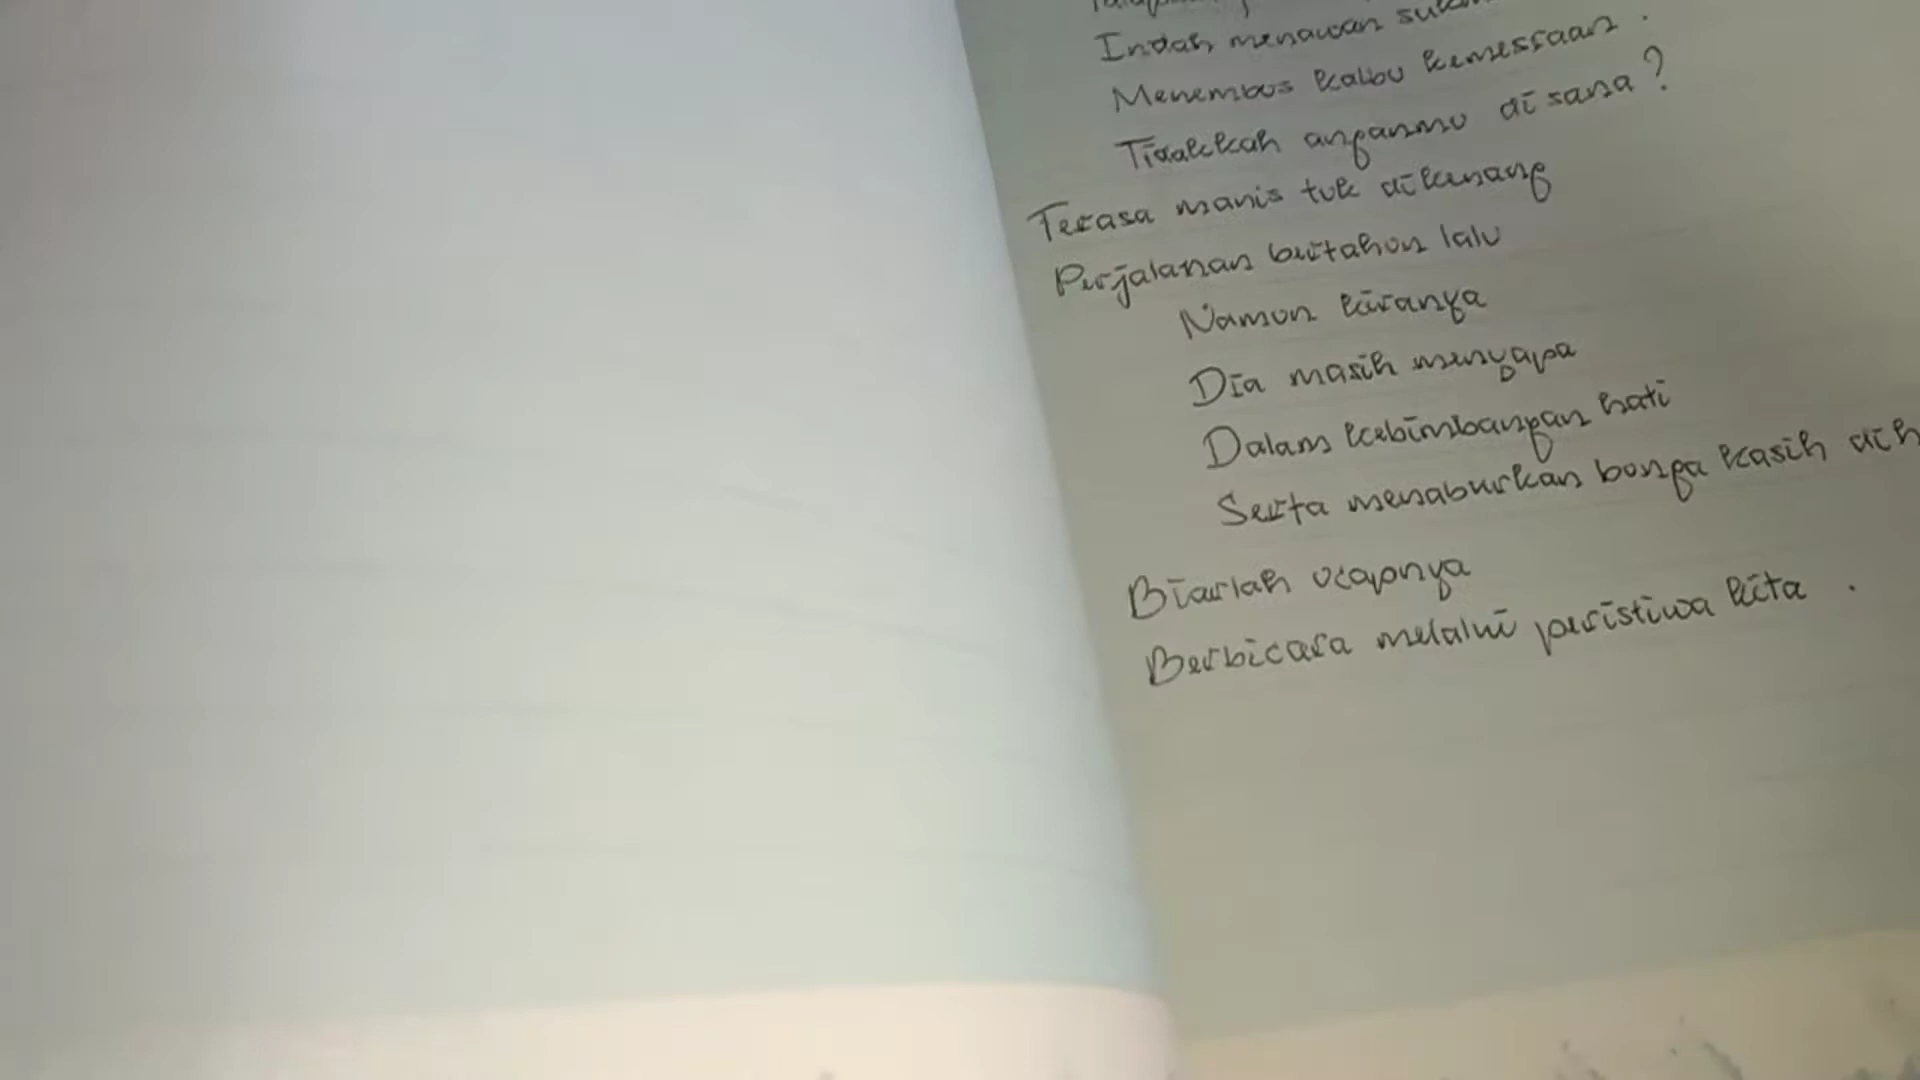 Indah menawan
Menembus kalbu kemesraan.
Tidakkah anganmu di sana?
Terasa manis tuk dikenang
Perjalanan bertahun lalu
Namun kiranya
Dia masih menyapa
Dalam kebimbangan hati
Serta menaburkan bunga kasih
Biarlah ucapnya
Berbicara melalui peristiwa kita.